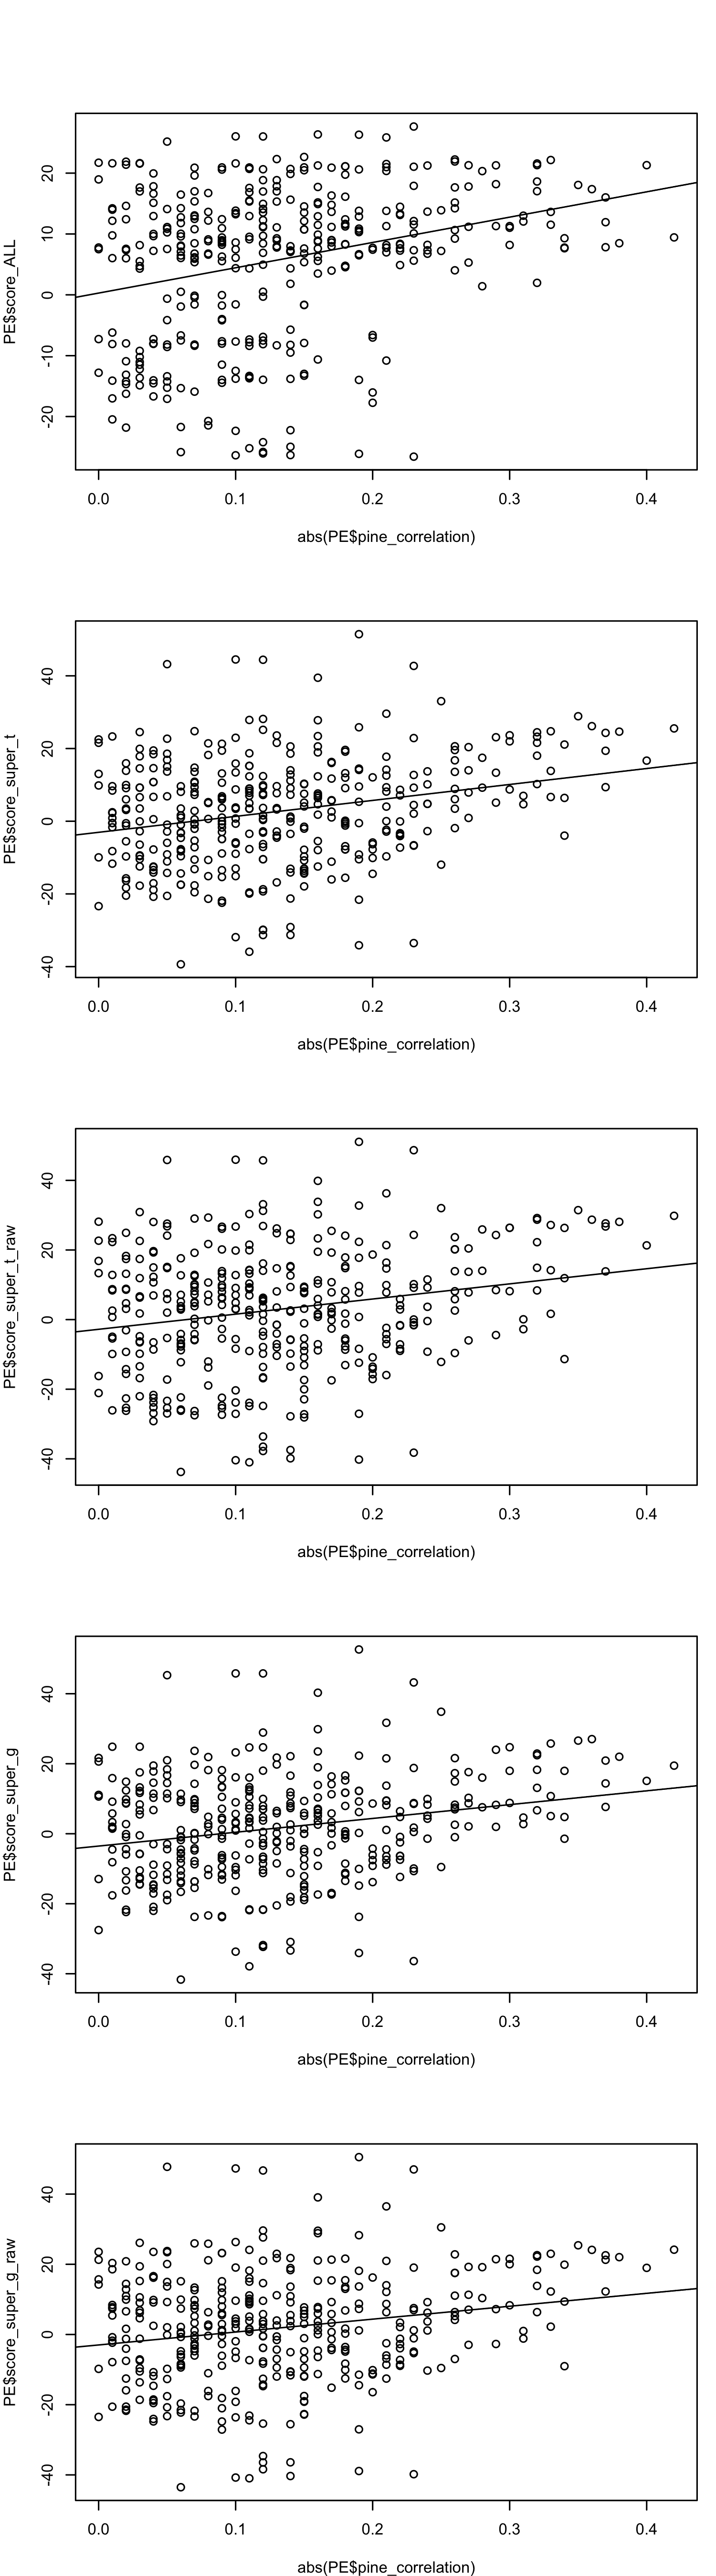 PE$score_ALL
20
10
0
-10
-20
0.0 0.1 0.2 0.3 0.4
abs(PE$pine_correlation)
PE$score_super_t
40
20
0
-20
-40
0.0 0.1 0.2 0.3 0.4
abs(PE$pine_correlation)
PE$score_super_t_raw
40
20
0
-20
-40
0.0 0.1 0.2 0.3 0.4
abs(PE$pine_correlation)
PE$score_super_g
40
20
0
-20
-40
0.0 0.1 0.2 0.3 0.4
abs(PE$pine_correlation)
PE$score_super_g_raw
40
20
0
-20
-40
0.0 0.1 0.2 0.3 0.4
abs(PE$pine_correlation)